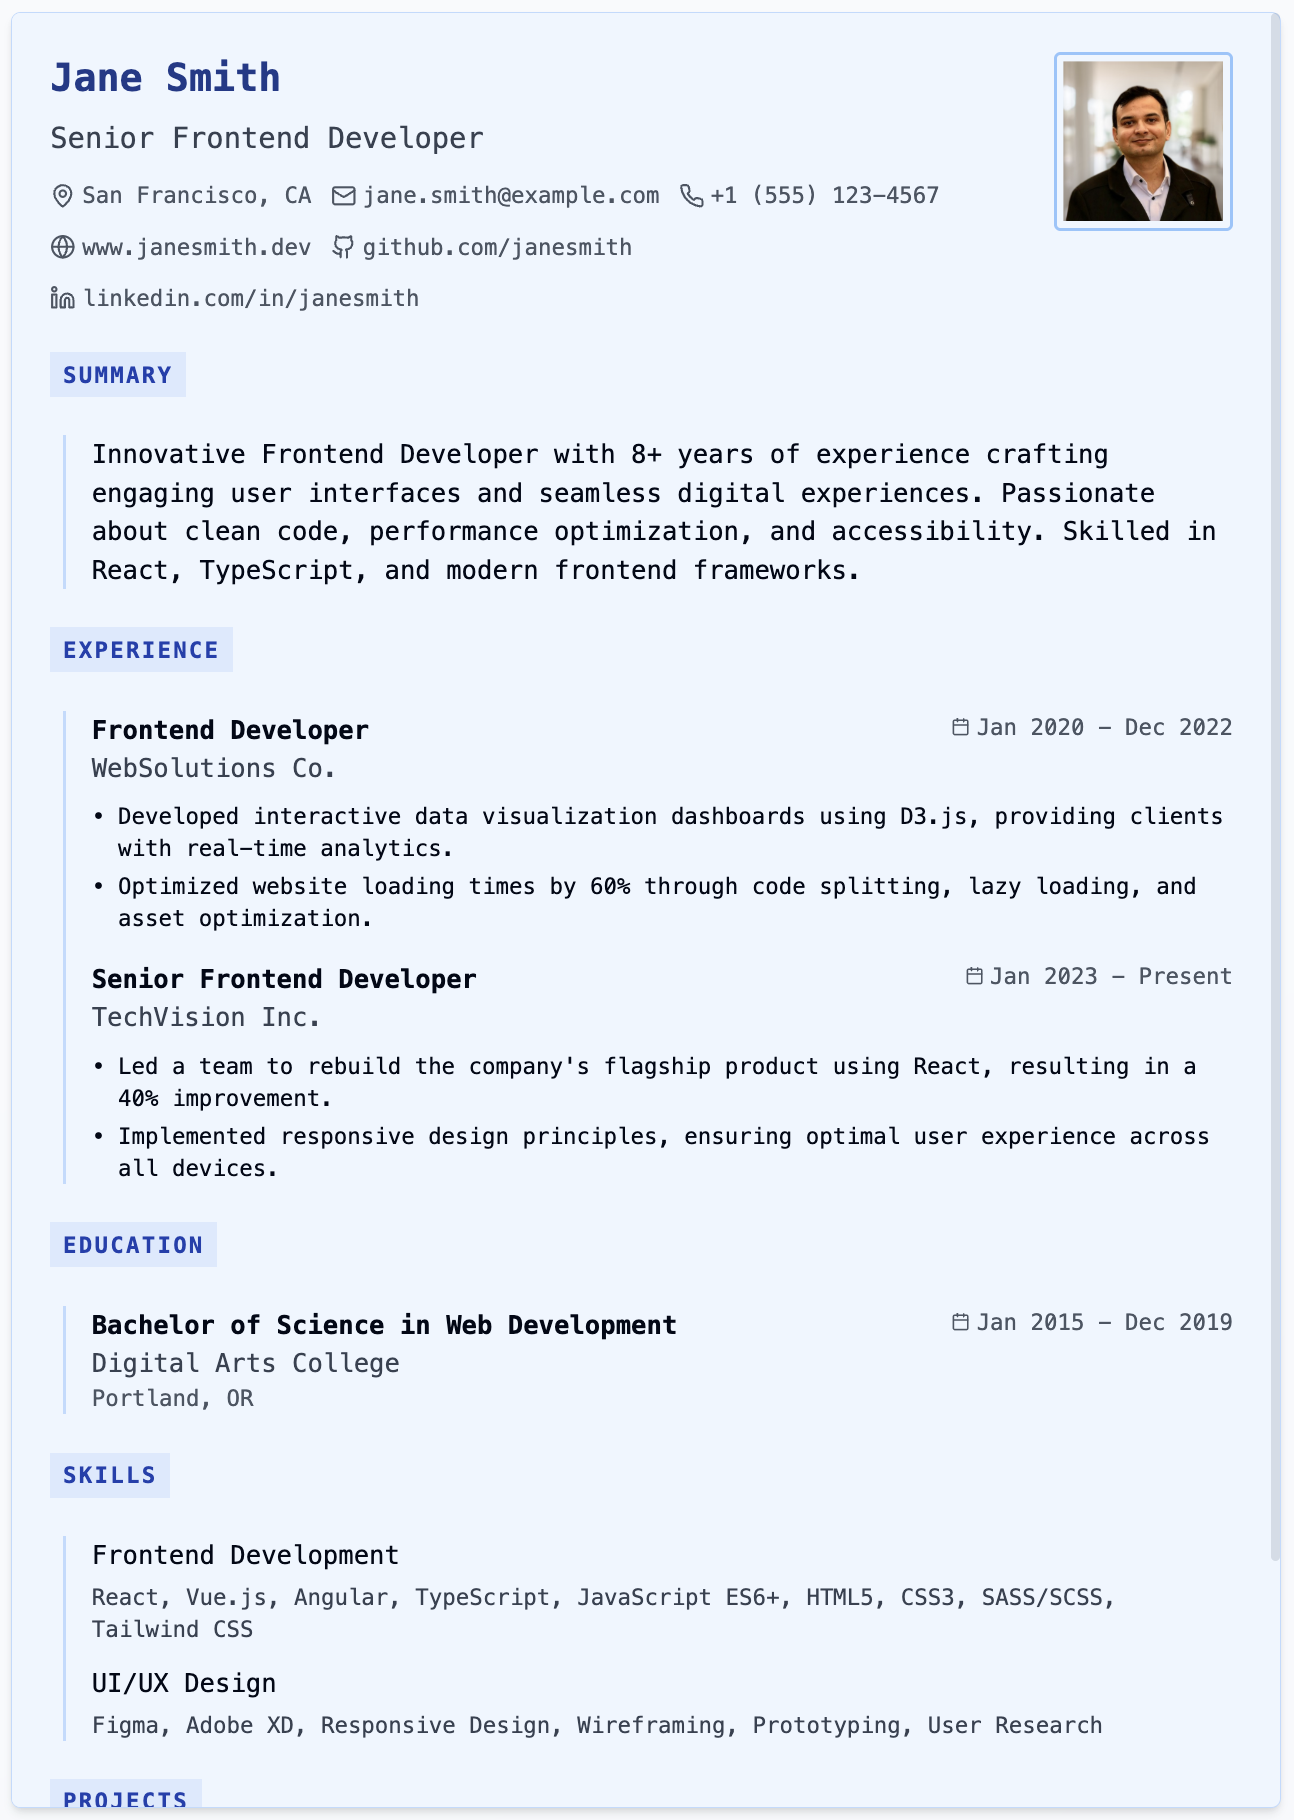 Jane Smith
Senior Frontend Developer
San Francisco, CA jane.smith@example.com +1 (555) 123-4567
www.janesmith.dev github.com/janesmith
linkedin.com/in/janesmith
SUMMARY
Innovative Frontend Developer with 8+ years of experience crafting
engaging user interfaces and seamless digital experiences. Passionate
about clean code, performance optimization, and accessibility. Skilled in
React, TypeScript, and modern frontend frameworks.
EXPERIENCE
Frontend Developer Jan 2020 - Dec 2022
WebSolutions Co.
• Developed interactive data visualization dashboards using D3.js, providing clients
with real-time analytics.
• Optimized website loading times by 60% through code splitting, lazy loading, and
asset optimization.
Senior Frontend Developer Jan 2023 - Present
TechVision Inc.
• Led a team to rebuild the company's flagship product using React, resulting in a
40% improvement.
• Implemented responsive design principles, ensuring optimal user experience across
all devices.
EDUCATION
Bachelor of Science in Web Development Jan 2015 - Dec 2019
Digital Arts College
Portland, OR
SKILLS
Frontend Development
React, Vue.js, Angular, TypeScript, JavaScript ES6+, HTML5, CSS3, SASS/SCSS,
Tailwind CSS
UI/UX Design
Figma, Adobe XD, Responsive Design, Wireframing, Prototyping, User Research
PROJECTS